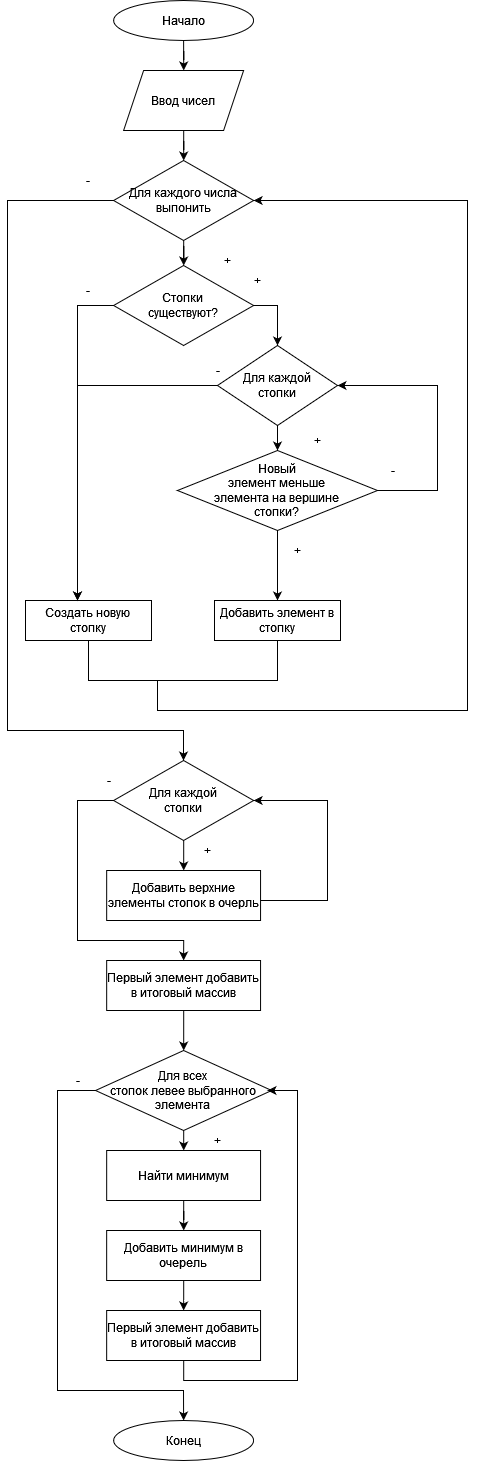 Начало
Ввод чисел
-
Для каждого числа
выпонить
+
-
+
Стопки
существуют?
-
Для каждой
стопки
+
Новый
элемент меньше
элемента на вершине
стопки?
-
+
Создать новую
стопку
Добавить элемент в
стопку
-
Для каждой
стопки
+
Добавить верхние
элементы стопок в очерль
Первый элемент добавить
в итоговый массив
-
Для всех
стопок левее выбранного
элемента
+
Найти минимум
Добавить минимум в
очерель
Первый элемент добавить
в итоговый массив
Конец